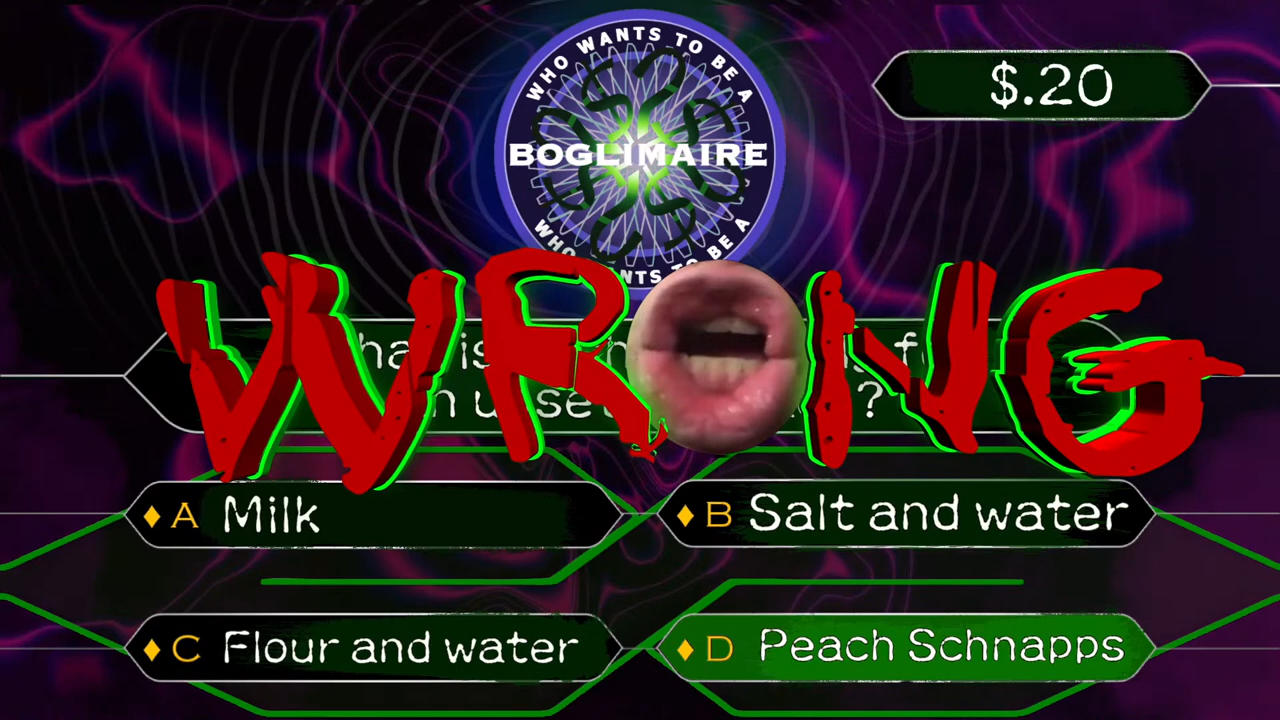 WHO WANTS TO BE A
$.20
BOGLIMAIRE
WHO WANTS TO BE A
WRONG
is
?
A Milk
B Salt and water
C Flour and water
D Peach Schnapps